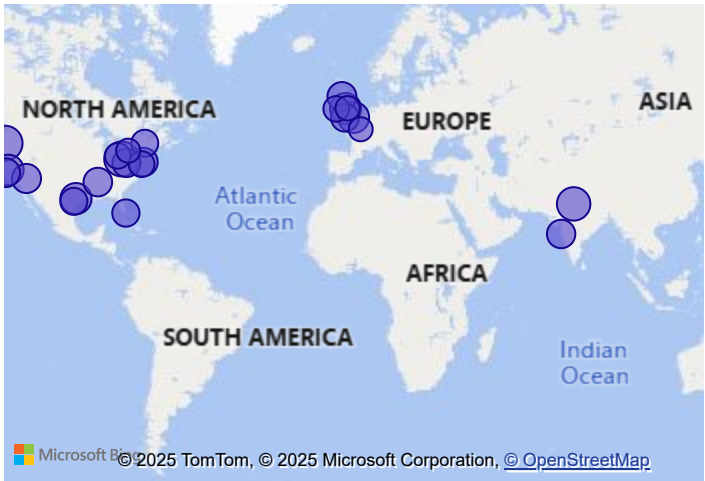 ASIA
NORTH AMERICA
EUROPE
Atlantic
Ocean
AFRICA
SOUTH AMERICA
Indian
Ocean
Microsoft Bing
© 2025 TomTom, © 2025 Microsoft Corporation, © OpenStreetMap